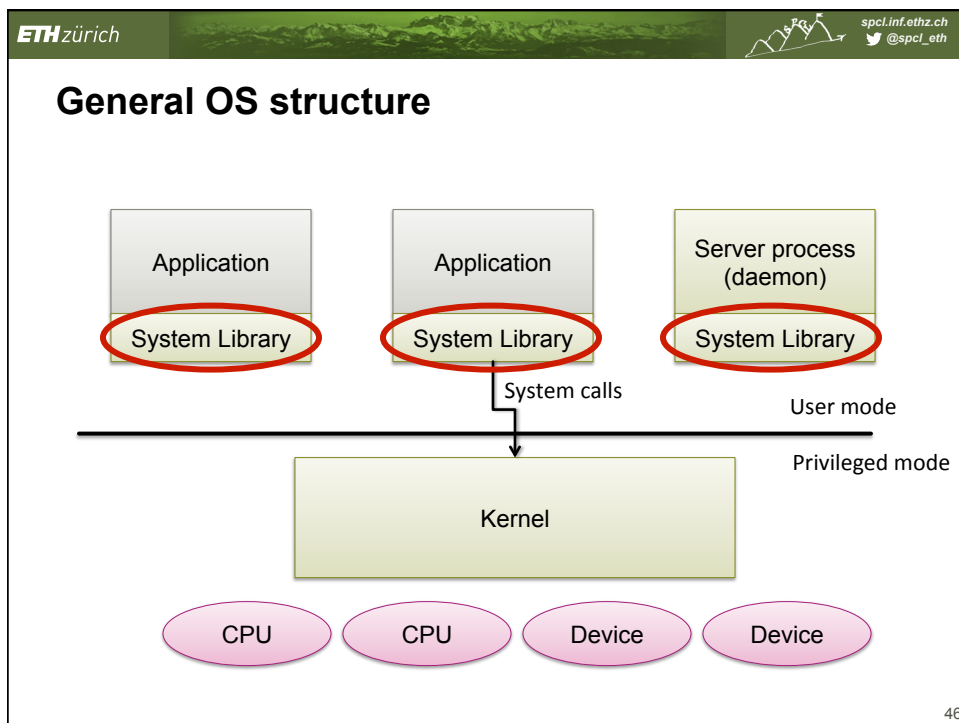 ETH zürich
spcl.inf.ethz.ch
@spcl_eth
General OS structure
Application
Application
Server process
(daemon)
System Library
System Library
System Library
System calls
User mode
Privileged mode
Kernel
CPU
CPU
Device
Device
46